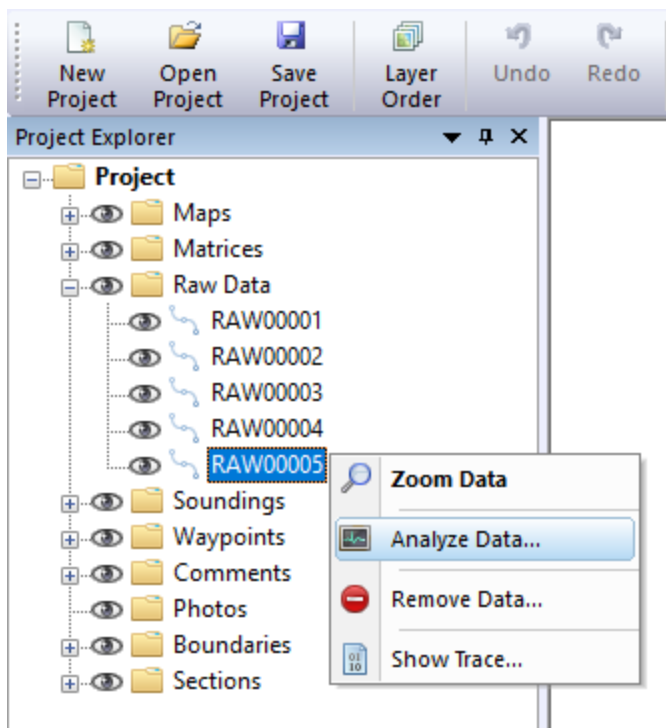 New Project
Open Project
Save Project
Layer Order
Undo
Redo
Project Explorer
Project
Maps
Matrices
Raw Data
RAW00001
RAW00002
RAW00003
RAW00004
RAW00005
Zoom Data
Analyze Data...
Remove Data...
Show Trace...
Soundings
Waypoints
Comments
Photos
Boundaries
Sections